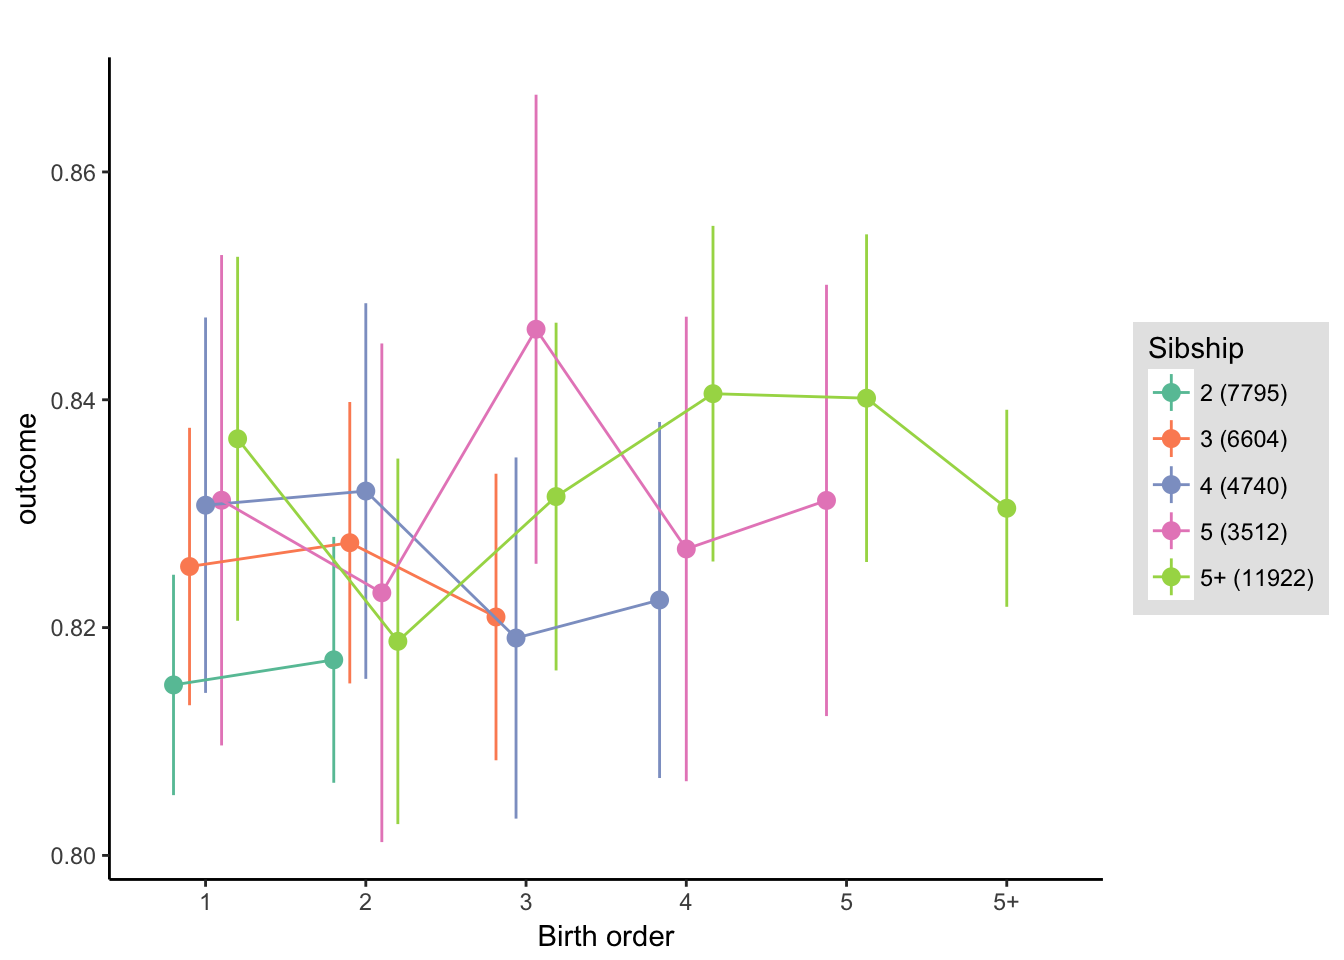 0.86
0.84
0.82
0.80
outcome
1 2 3 4 5 5+
Birth order
Sibship
2 (7795)
3 (6604)
4 (4740)
5 (3512)
5+ (11922)